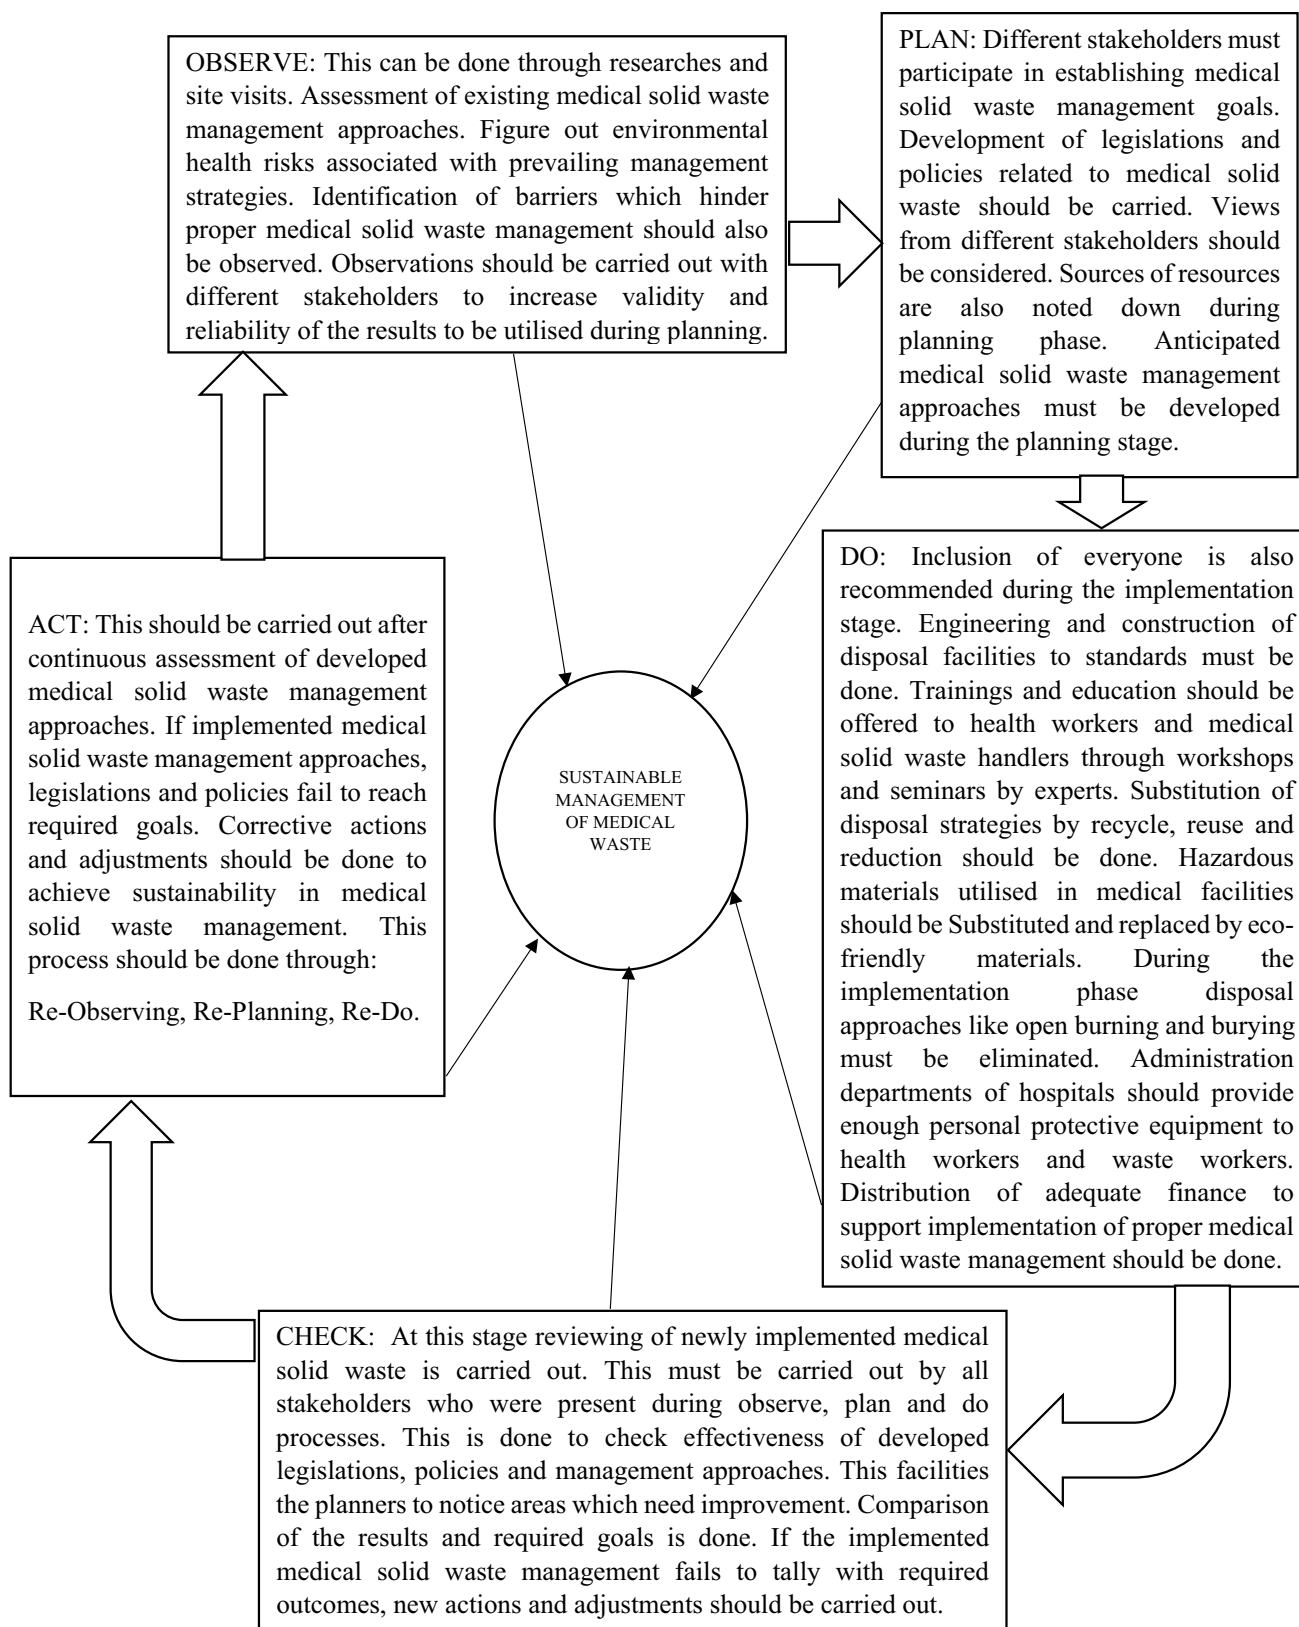 OBSERVE: This can be done through researches and
site visits. Assessment of existing medical solid waste
management approaches. Figure out environmental
health risks associated with prevailing management
strategies. Identification of barriers which hinder
proper medical solid waste management should also
be observed. Observations should be carried out with
different stakeholders to increase validity and
reliability of the results to be utilised during planning.
PLAN: Different stakeholders must
participate in establishing medical
solid waste management goals.
Development of legislations and
policies related to medical solid
waste should be carried. Views
from different stakeholders should
be considered. Sources of resources
are also noted down during
planning phase. Anticipated
medical solid waste management
approaches must be developed
during the planning stage.
DO: Inclusion of everyone is also
recommended during the implementation
stage. Engineering and construction of
disposal facilities to standards must be
done. Trainings and education should be
offered to health workers and medical
solid waste handlers through workshops
and seminars by experts. Substitution of
disposal strategies by recycle, reuse and
reduction should be done. Hazardous
materials utilised in medical facilities
should be Substituted and replaced by eco-
friendly materials. During the
implementation phase disposal
approaches like open burning and burying
must be eliminated. Administration
departments of hospitals should provide
enough personal protective equipment to
health workers and waste workers.
Distribution of adequate finance to
support implementation of proper medical
solid waste management should be done.
CHECK: At this stage reviewing of newly implemented medical
solid waste is carried out. This must be carried out by all
stakeholders who were present during observe, plan and do
processes. This is done to check effectiveness of developed
legislations, policies and management approaches. This facilities
the planners to notice areas which need improvement. Comparison
of the results and required goals is done. If the implemented
medical solid waste management fails to tally with required
outcomes, new actions and adjustments should be carried out.
ACT: This should be carried out after
continuous assessment of developed
medical solid waste management
approaches. If implemented medical
solid waste management approaches,
legislations and policies fail to reach
required goals. Corrective actions
and adjustments should be done to
achieve sustainability in medical
solid waste management. This
process should be done through:
Re-Observing, Re-Planning, Re-Do.
SUSTAINABLE
MANAGEMENT
OF MEDICAL
WASTE